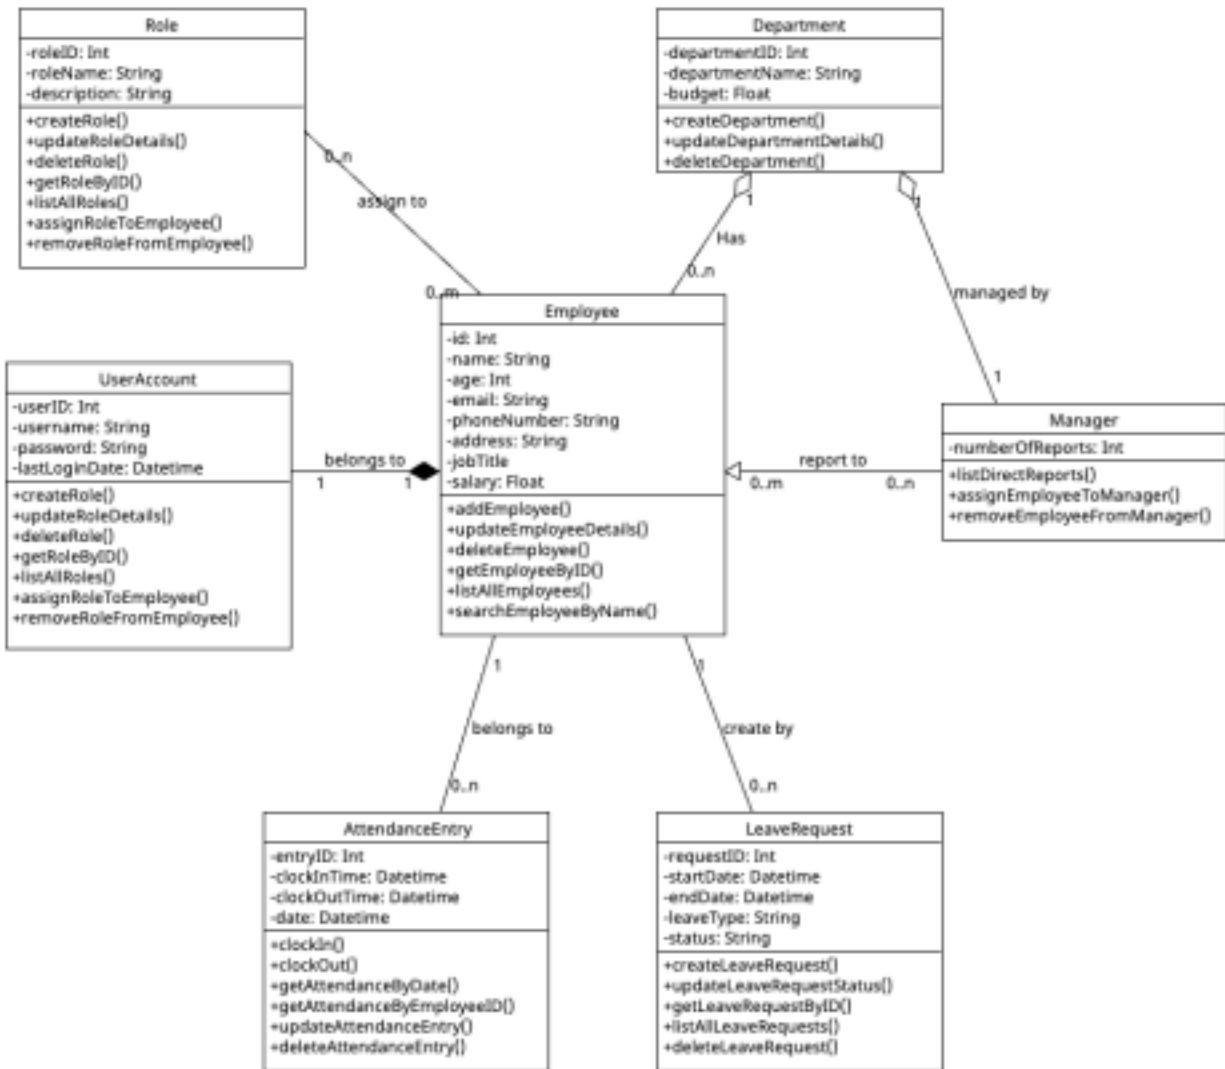 Role
-roleID: Int
-roleName: String
-description: String
+createRole()
+updateRoleDetails()
+deleteRole()
+getRoleByID()
+listAllRoles()
+assignRoleToEmployee()
+removeRoleFromEmployee()
Department
-departmentID: Int
-departmentName: String
-budget: Float
+createDepartment()
+updateDepartmentDetails()
+deleteDepartment()
0..n
assign to
0..m
1
Has
0..n
1
managed by
1
Employee
-id: Int
-name: String
-age: Int
-email: String
-phoneNumber: String
-address: String
-jobTitle
-salary: Float
+addEmployee()
+updateEmployeeDetails()
+deleteEmployee()
+getEmployeeByID()
+listAllEmployees()
+searchEmployeeByName()
UserAccount
-userID: Int
-username: String
-password: String
-lastLoginDate: Datetime
+createRole()
+updateRoleDetails()
+deleteRole()
+getRoleByID()
+listAllRoles()
+assignRoleToEmployee()
+removeRoleFromEmployee()
belongs to
1
1
Manager
-numberOfReports: Int
+listDirectReports()
+assignEmployeeToManager()
+removeEmployeeFromManager()
report to
0..m
0..n
1
belongs to
0..n
1
create by
0..n
AttendanceEntry
-entryID: Int
-clockInTime: Datetime
-clockOutTime: Datetime
-date: Datetime
+clockIn()
+clockOut()
+getAttendanceByDate()
+getAttendanceByEmployeeID()
+updateAttendanceEntry()
+deleteAttendanceEntry()
LeaveRequest
-requestID: Int
-startDate: Datetime
-endDate: Datetime
-leaveType: String
-status: String
+createLeaveRequest()
+updateLeaveRequestStatus()
+getLeaveRequestByID()
+listAllLeaveRequests()
+deleteLeaveRequest()